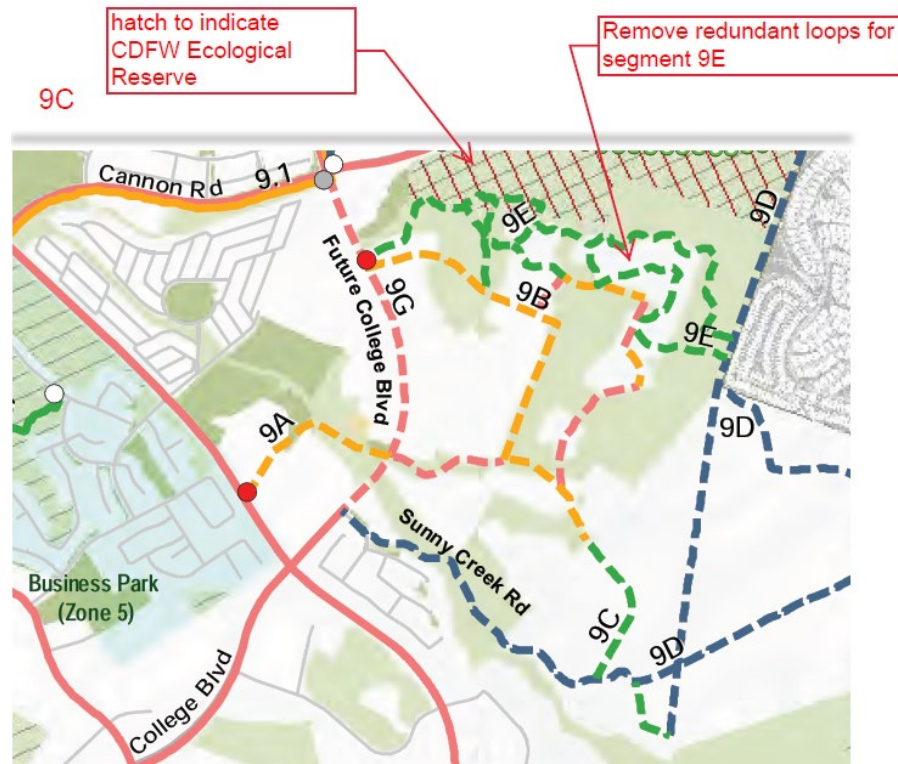 hatch to indicate
CDFW Ecological
Reserve
Remove redundant loops for
segment 9E
9C
Cannon Rd
9.1
9E
9D
Future College Blvd
9G
9B
9E
9A
9D
Sunny Creek Rd
Business Park
(Zone 5)
9C
9D
College Blvd